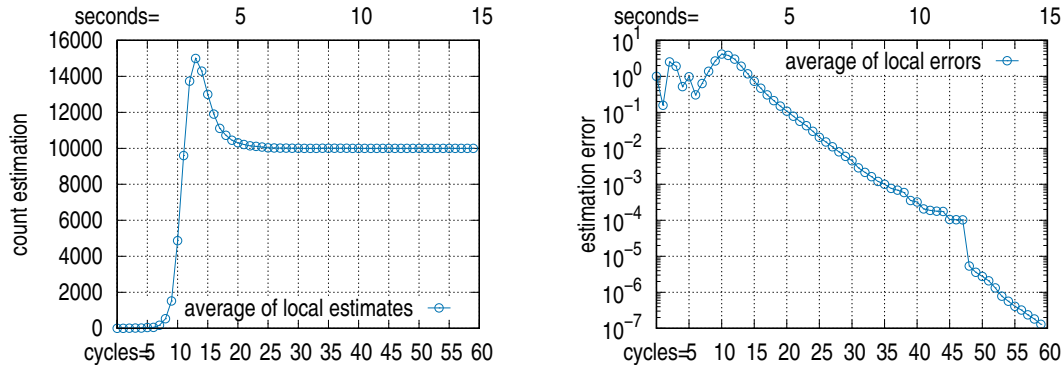 seconds= 5 10 15
16000
14000
12000
10000
8000
6000
4000
2000
0
count estimation
average of local estimates
cycles=5 10 15 20 25 30 35 40 45 50 55 60
seconds= 5 10 15
10^1
10^0
10^-1
10^-2
10^-3
10^-4
10^-5
10^-6
10^-7
estimation error
average of local errors
cycles=5 10 15 20 25 30 35 40 45 50 55 60